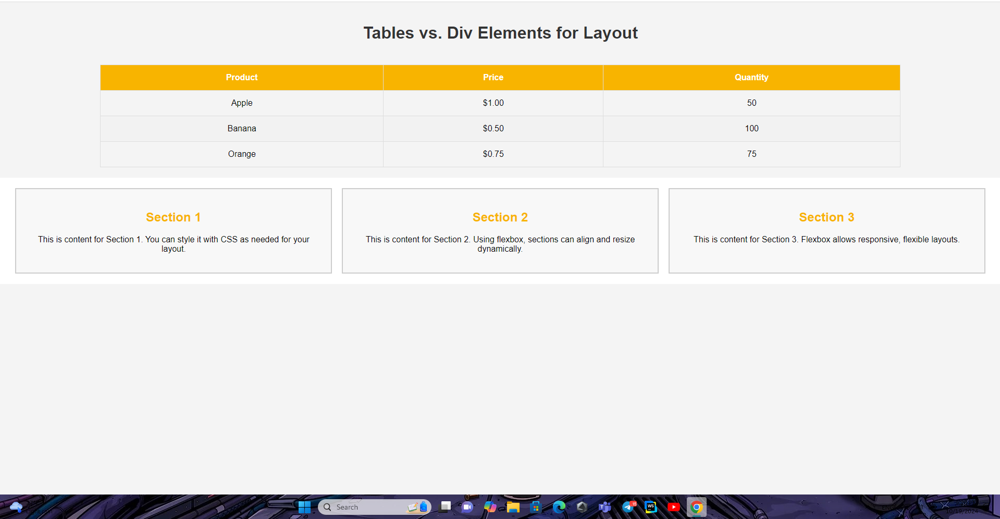 Tables vs. Div Elements for Layout
Product Price Quantity
Apple $1.00 50
Banana $0.50 100
Orange $0.75 75
Section 1
This is content for Section 1. You can style it with CSS as needed for your
layout.
Section 2
This is content for Section 2. Using flexbox, sections can align and resize
dynamically.
Section 3
This is content for Section 3. Flexbox allows responsive, flexible layouts.
Search
15
WS
10/19/2024